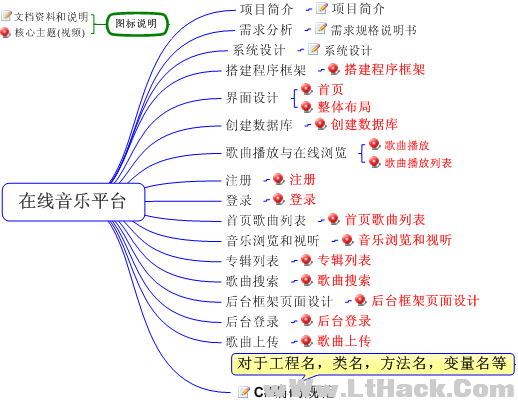 文档资料和说明
核心主题(视频)
图标说明
在线音乐平台
项目简介 项目简介
需求分析 需求规格说明书
系统设计 系统设计
搭建程序框架 搭建程序框架
界面设计 首页
整体布局
创建数据库 创建数据库
歌曲播放与在线浏览 歌曲播放
歌曲播放列表
注册 注册
登录 登录
首页歌曲列表 首页歌曲列表
音乐浏览和视听 音乐浏览和视听
专辑列表 专辑列表
歌曲搜索 歌曲搜索
后台框架页面设计 后台框架页面设计
后台登录 后台登录
歌曲上传 歌曲上传
对于工程名，类名，方法名，变量名等
www.LtHack.Com